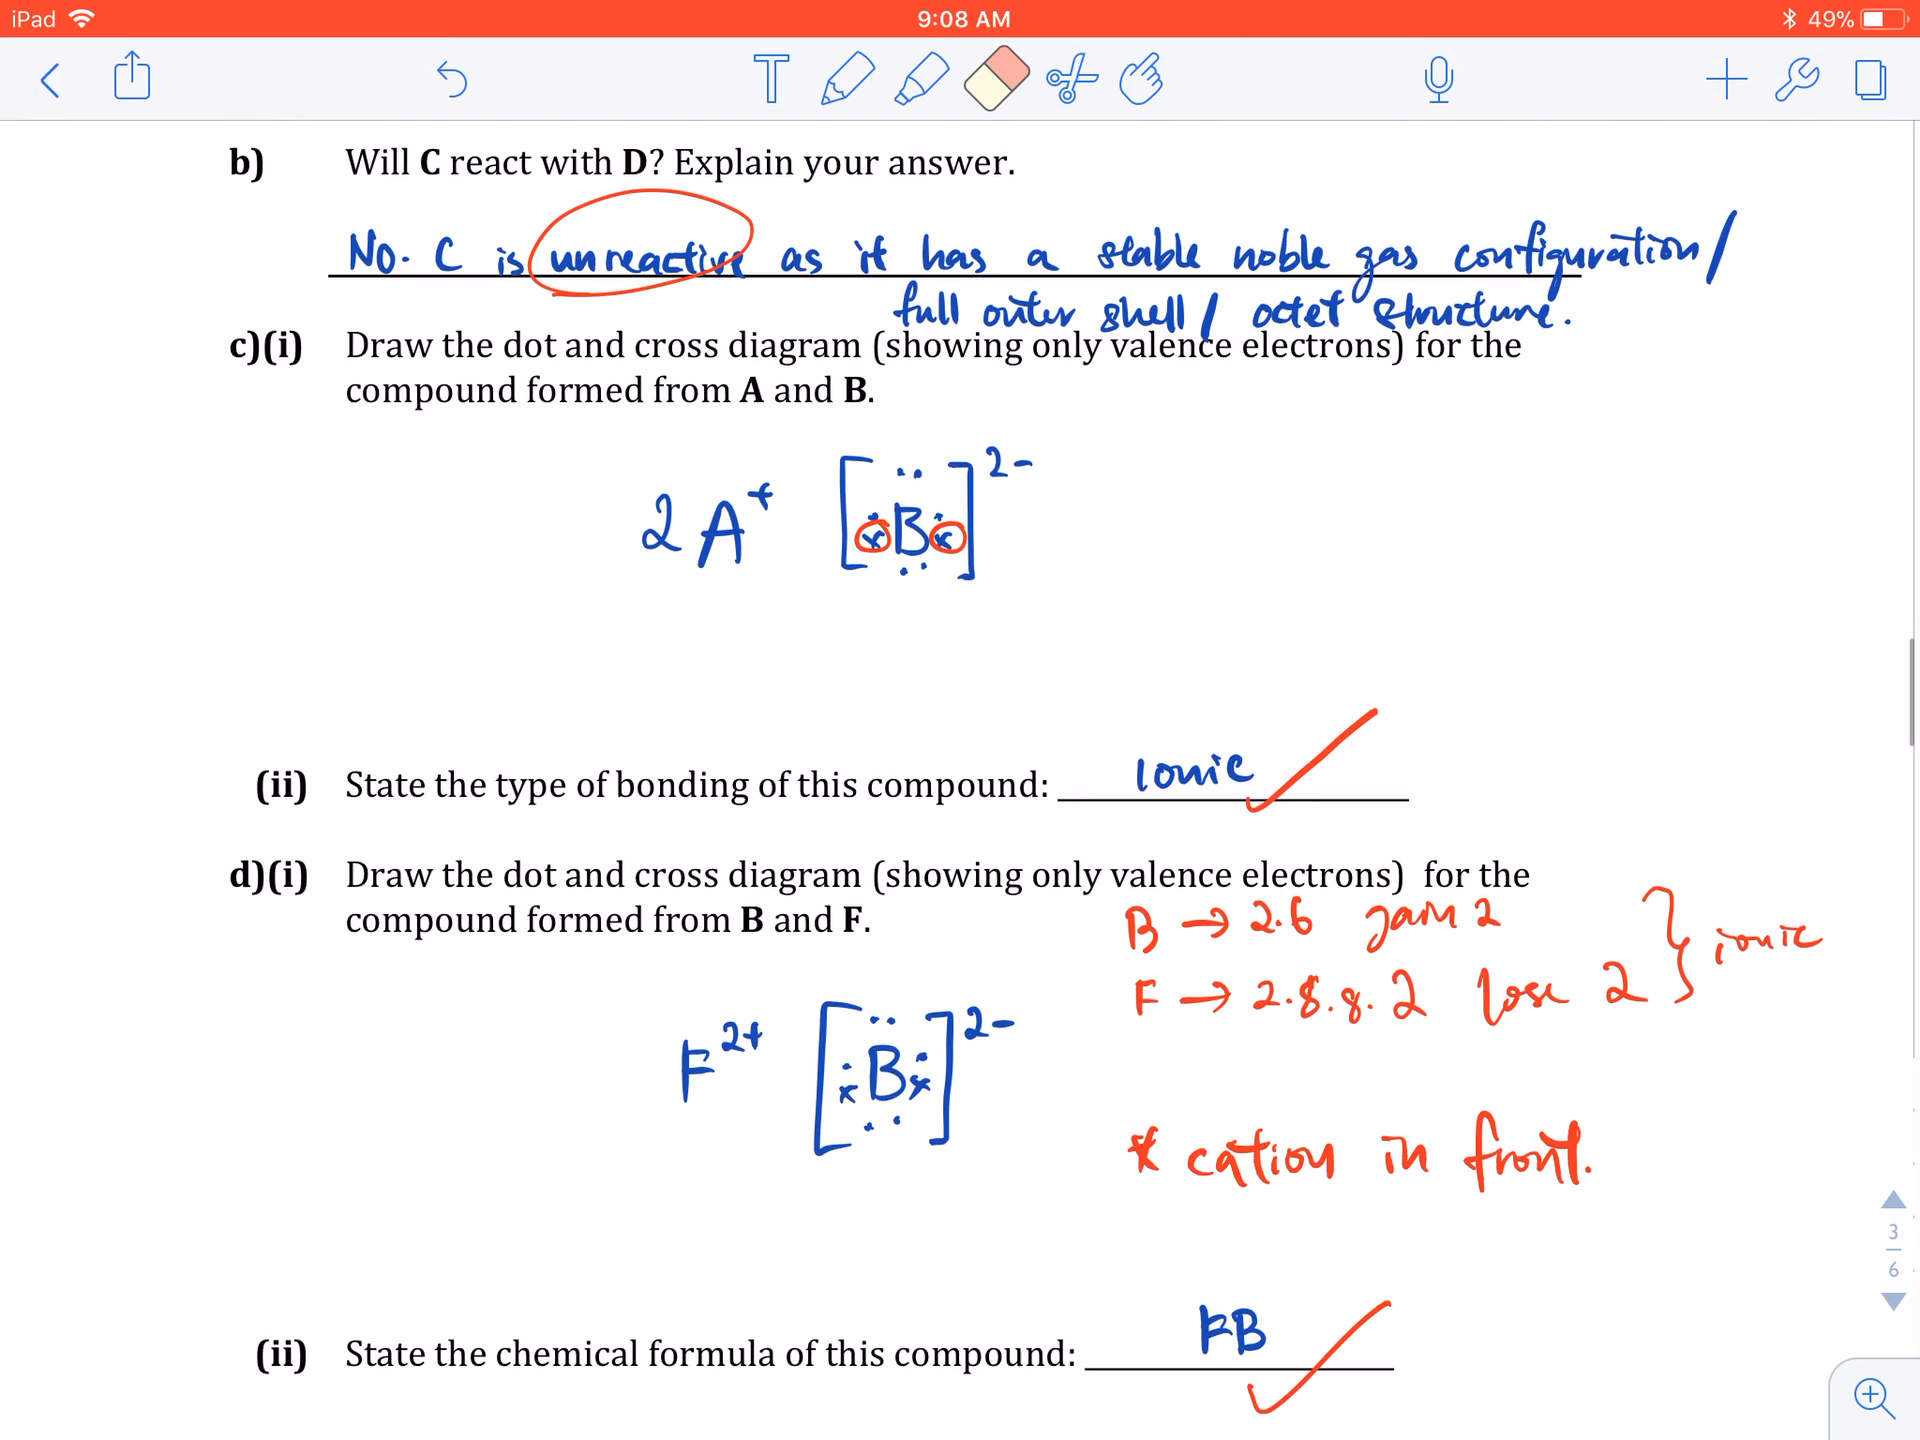 iPad 9:08 AM 49%
T
b) Will C react with D? Explain your answer.
No. C is unreactive as it has a stable noble gas configuration/
full outer shell/ octet structure.
c)(i) Draw the dot and cross diagram (showing only valence electrons) for the
compound formed from A and B.
2 A+ [B] 2-
(ii) State the type of bonding of this compound: Ionic
d)(i) Draw the dot and cross diagram (showing only valence electrons) for the
compound formed from B and F.
B → 2.6 gain 2
F → 2.8.8.2 lose 2 } ionic
F 2+ [B] 2-
* cation in front.
3
6
(ii) State the chemical formula of this compound: FB